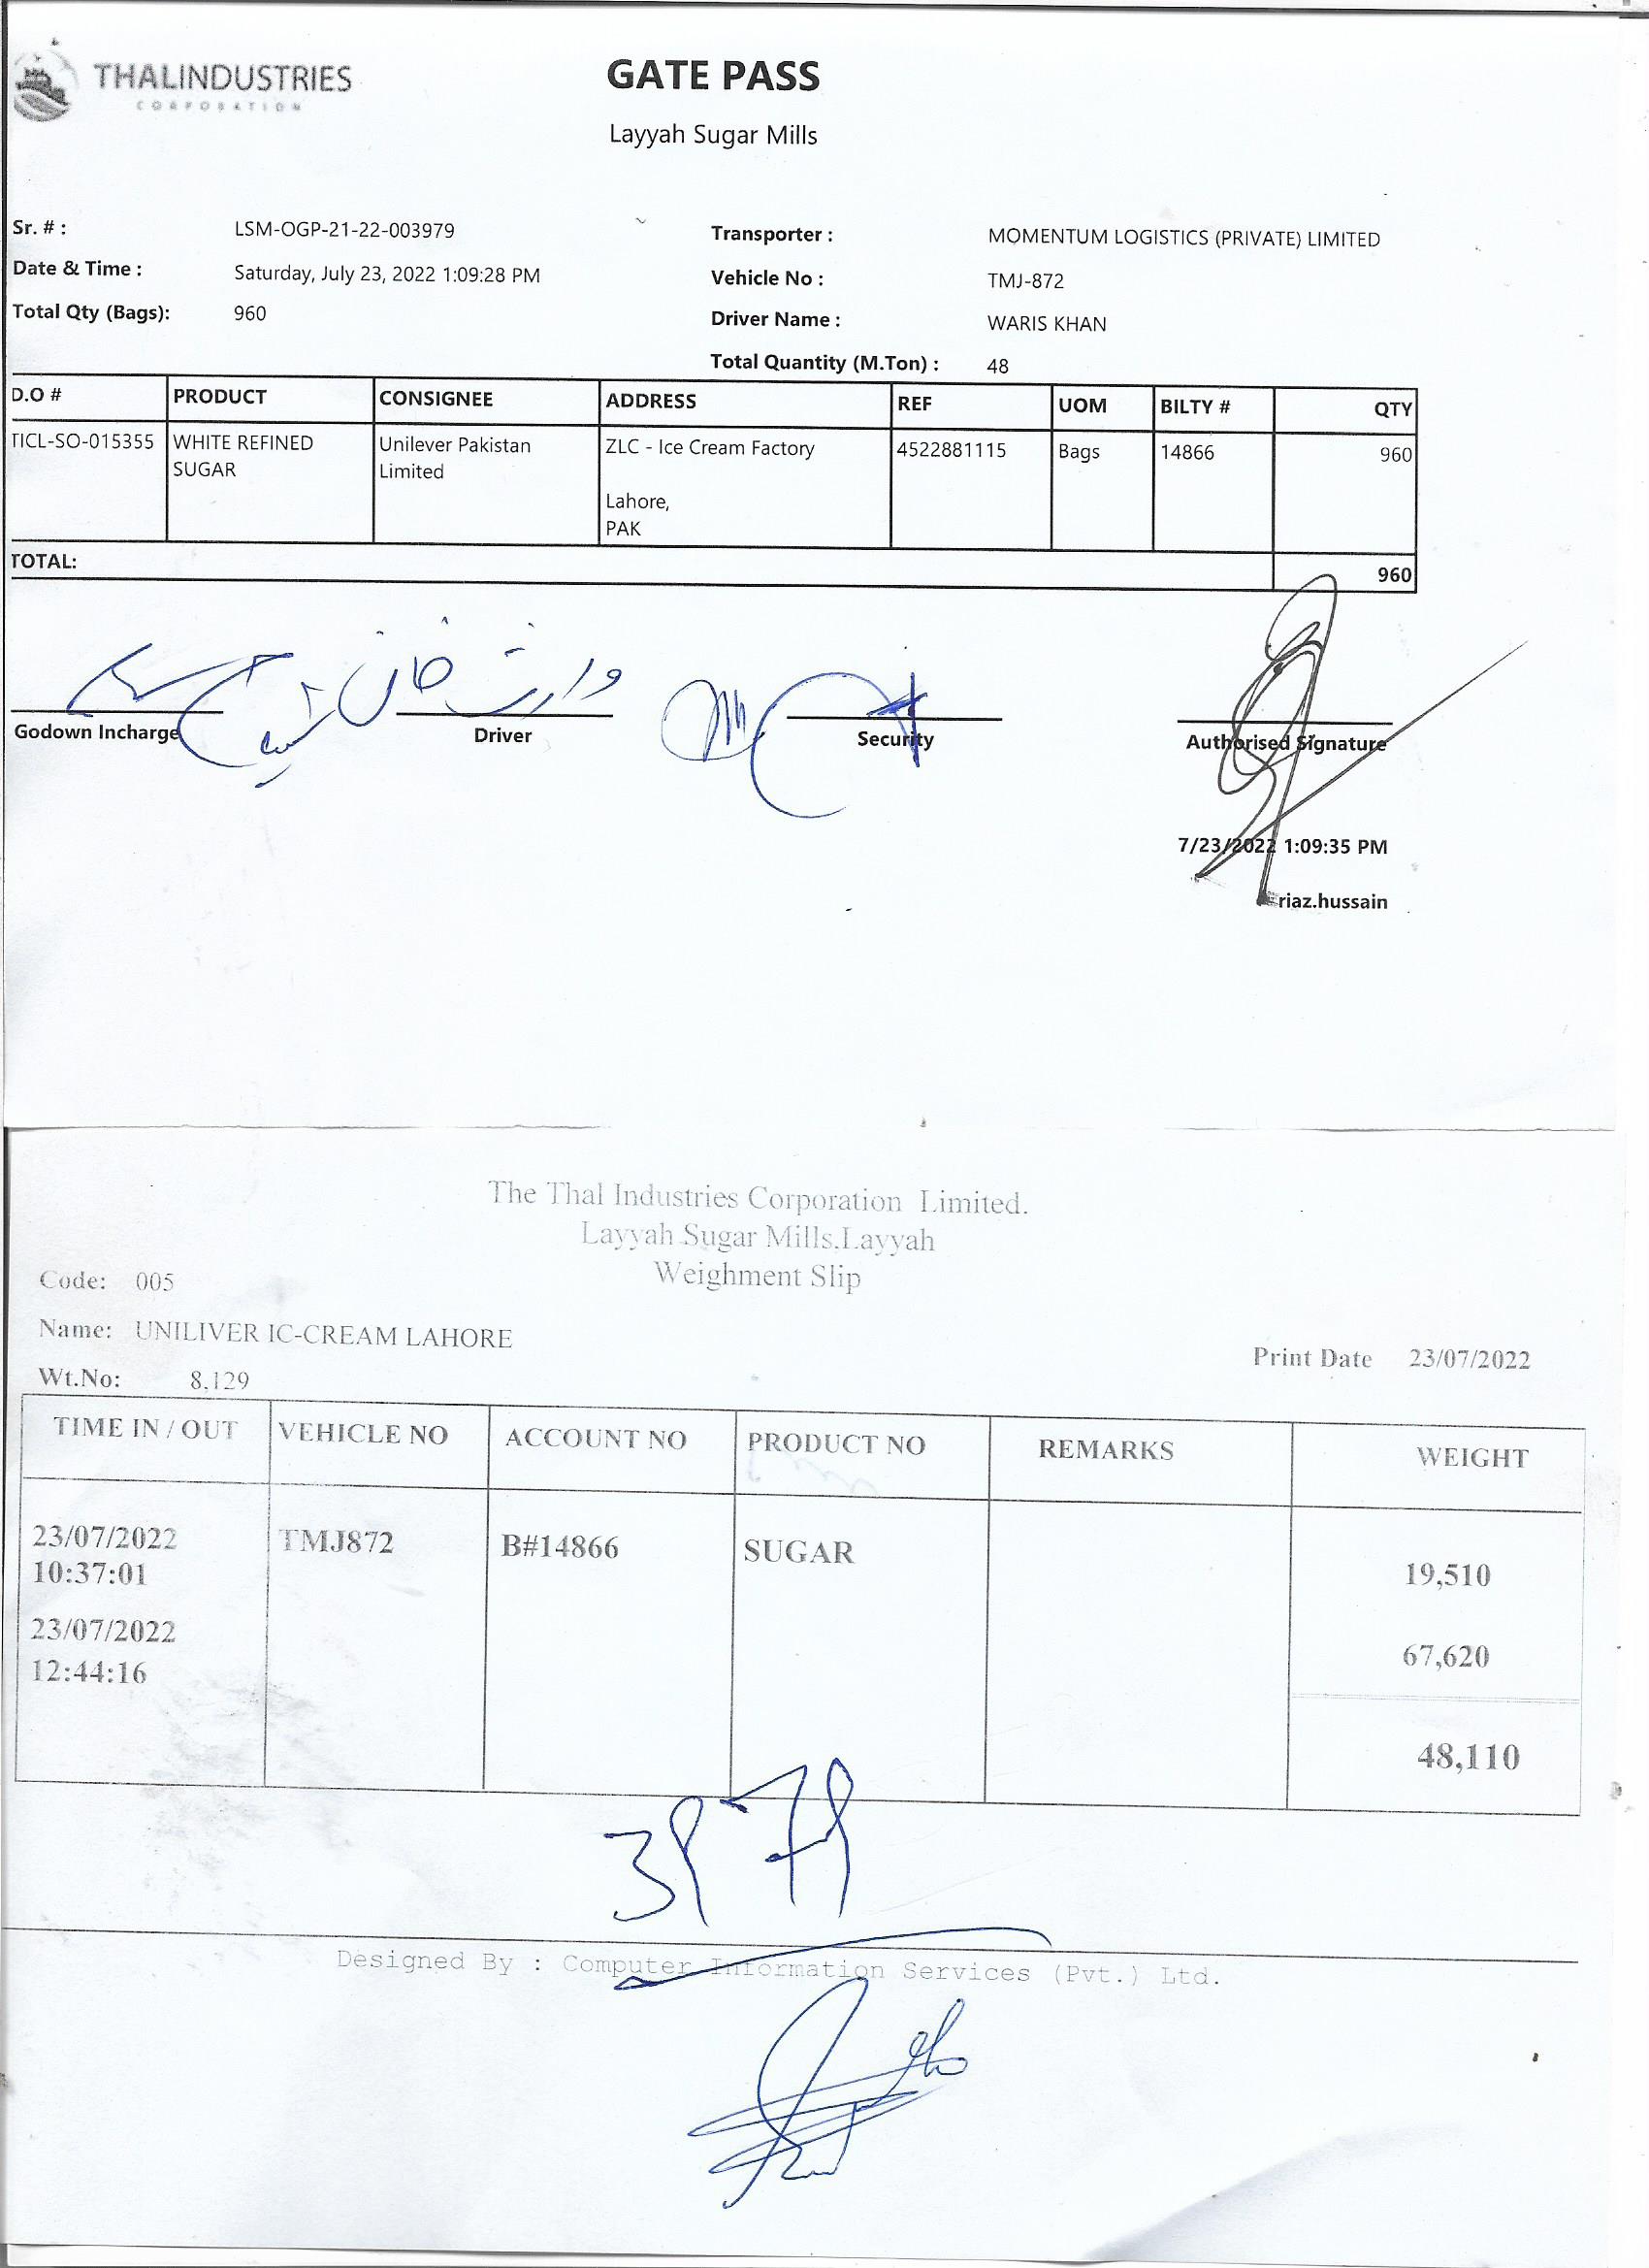 THALINDUSTRIES
CORPORATION
GATE PASS
Layyah Sugar Mills
Sr. # : LSM-OGP-21-22-003979
Date & Time : Saturday, July 23, 2022 1:09:28 PM
Total Qty (Bags): 960
Transporter : MOMENTUM LOGISTICS (PRIVATE) LIMITED
Vehicle No : TMJ-872
Driver Name : WARIS KHAN
Total Quantity (M.Ton) : 48
D.O # PRODUCT CONSIGNEE ADDRESS REF UOM BILTY # QTY
TICL-SO-015355 WHITE REFINED Unilever Pakistan ZLC - Ice Cream Factory 4522881115 Bags 14866 960
SUGAR Limited
Lahore,
PAK
TOTAL: 960
وارث خان
Godown Incharge Driver Security Authorised Signature
7/23/2022 1:09:35 PM
riaz.hussain
The Thal Industries Corporation Limited.
Layyah Sugar Mills.Layyah
Weighment Slip
Code: 005
Name: UNILIVER IC-CREAM LAHORE
Print Date 23/07/2022
Wt.No: 8,129
TIME IN / OUT VEHICLE NO ACCOUNT NO PRODUCT NO REMARKS WEIGHT
23/07/2022 TMJ872 B#14866 SUGAR 19,510
10:37:01
23/07/2022 67,620
12:44:16
48,110
Designed By : Computer Information Services (Pvt.) Ltd.